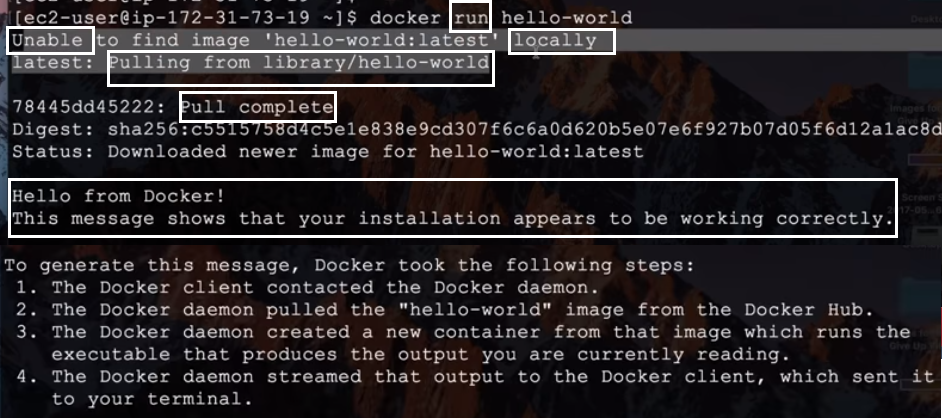 [ec2-user@ip-172-31-73-19 ~]$ docker run hello-world
Unable to find image 'hello-world:latest' locally
latest: Pulling from library/hello-world
78445dd45222: Pull complete
Digest: sha256:c5515758d4c5e1e838e9cd307f6c6a0d620b5e07e6f927b07d05f6d12a1ac8d
Status: Downloaded newer image for hello-world:latest
Hello from Docker!
This message shows that your installation appears to be working correctly.
To generate this message, Docker took the following steps:
1. The Docker client contacted the Docker daemon.
2. The Docker daemon pulled the "hello-world" image from the Docker Hub.
3. The Docker daemon created a new container from that image which runs the
executable that produces the output you are currently reading.
4. The Docker daemon streamed that output to the Docker client, which sent it
to your terminal.